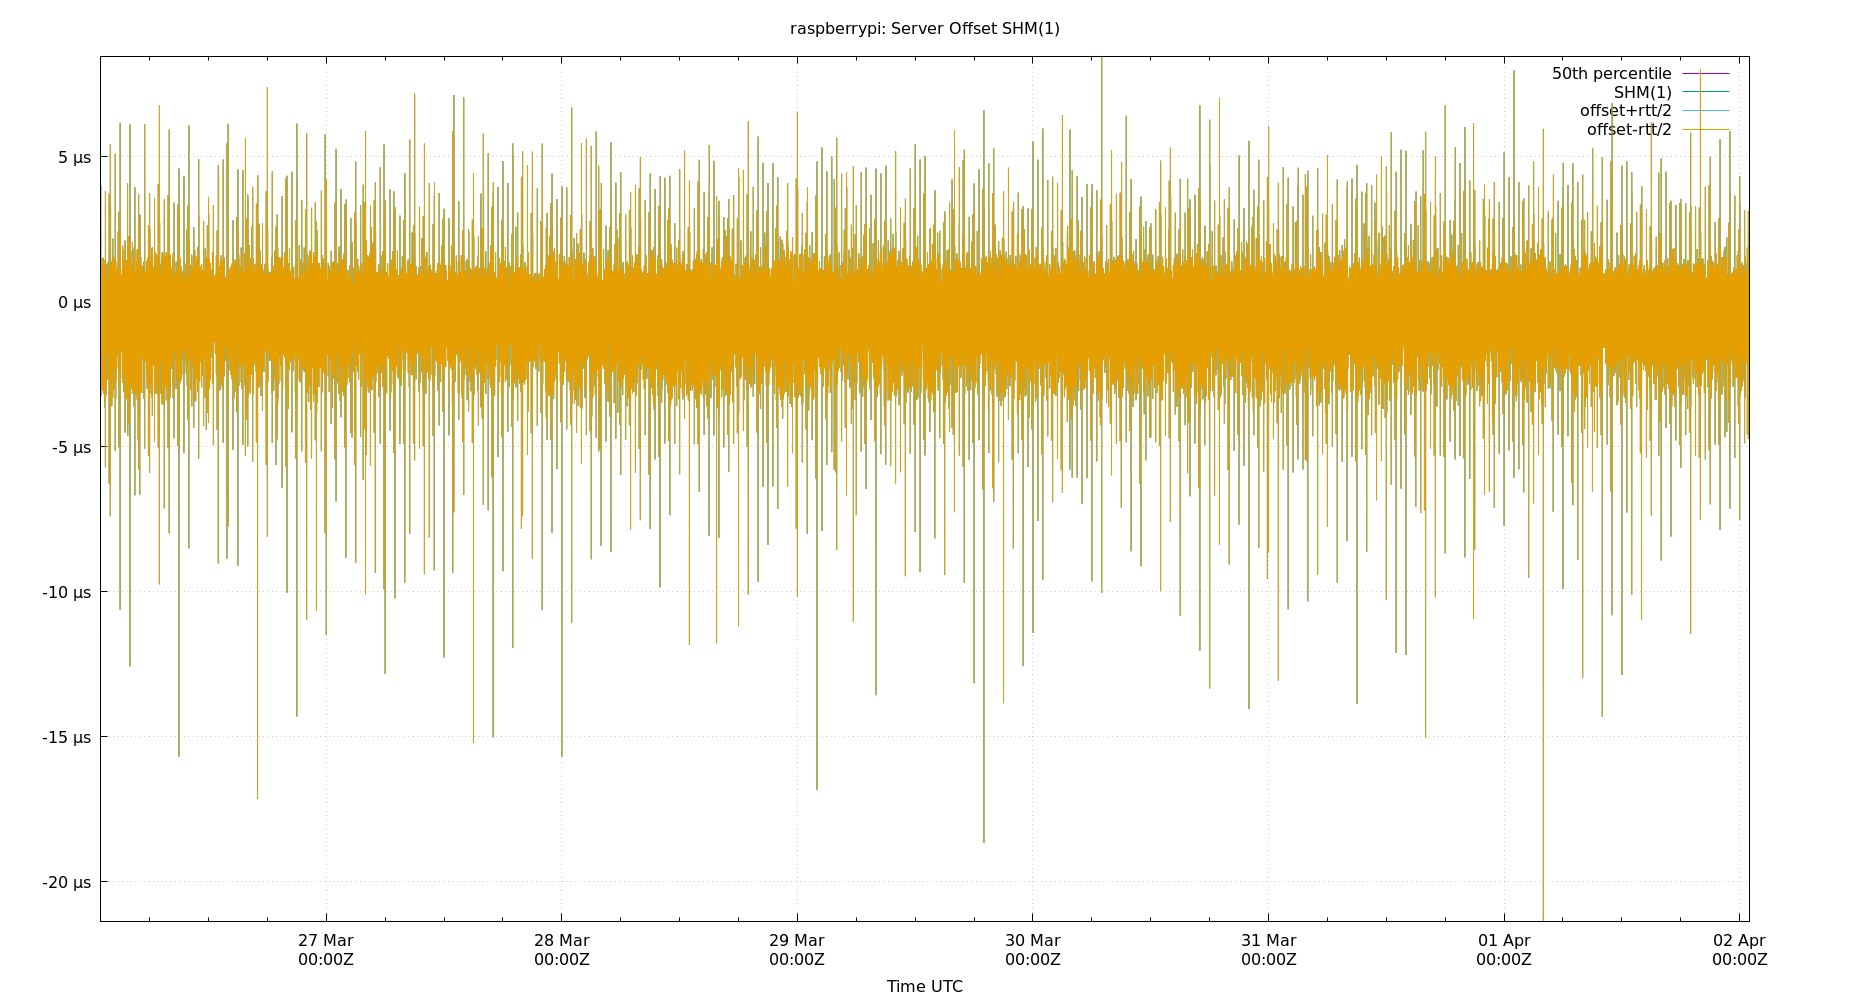 raspberrypi: Server Offset SHM(1)
50th percentile
SHM(1)
offset+rtt/2
offset-rtt/2
5 µs
0 µs
-5 µs
-10 µs
-15 µs
-20 µs
27 Mar 28 Mar 29 Mar 30 Mar 31 Mar 01 Apr 02 Apr
00:00Z 00:00Z 00:00Z 00:00Z 00:00Z 00:00Z 00:00Z
Time UTC